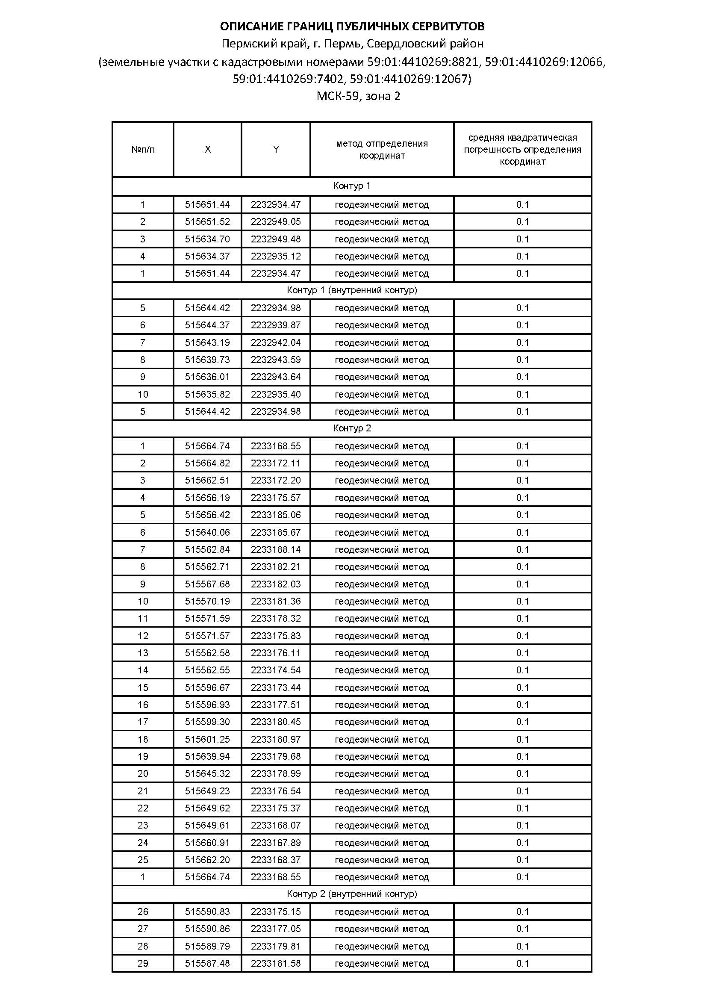 ОПИСАНИЕ ГРАНИЦ ПУБЛИЧНЫХ СЕРВИТУТОВ
Пермский край, г. Пермь, Свердловский район
(земельные участки с кадастровыми номерами 59:01:4410269:8821, 59:01:4410269:12066,
59:01:4410269:7402, 59:01:4410269:12067)
МСК-59, зона 2
№п/п X Y метод отпределения координат средняя квадратическая погрешность определения координат
Контур 1
1 515651.44 2232934.47 геодезический метод 0.1
2 515651.52 2232949.05 геодезический метод 0.1
3 515634.70 2232949.48 геодезический метод 0.1
4 515634.37 2232935.12 геодезический метод 0.1
1 515651.44 2232934.47 геодезический метод 0.1
Контур 1 (внутренний контур)
5 515644.42 2232934.98 геодезический метод 0.1
6 515644.37 2232939.87 геодезический метод 0.1
7 515643.19 2232942.04 геодезический метод 0.1
8 515639.73 2232943.59 геодезический метод 0.1
9 515636.01 2232943.64 геодезический метод 0.1
10 515635.82 2232935.40 геодезический метод 0.1
5 515644.42 2232934.98 геодезический метод 0.1
Контур 2
1 515664.74 2233168.55 геодезический метод 0.1
2 515664.82 2233172.11 геодезический метод 0.1
3 515662.51 2233172.20 геодезический метод 0.1
4 515656.19 2233175.57 геодезический метод 0.1
5 515656.42 2233185.06 геодезический метод 0.1
6 515640.06 2233185.67 геодезический метод 0.1
7 515562.84 2233188.14 геодезический метод 0.1
8 515562.71 2233182.21 геодезический метод 0.1
9 515567.68 2233182.03 геодезический метод 0.1
10 515570.19 2233181.36 геодезический метод 0.1
11 515571.59 2233178.32 геодезический метод 0.1
12 515571.57 2233175.83 геодезический метод 0.1
13 515562.58 2233176.11 геодезический метод 0.1
14 515562.55 2233174.54 геодезический метод 0.1
15 515596.67 2233173.44 геодезический метод 0.1
16 515596.93 2233177.51 геодезический метод 0.1
17 515599.30 2233180.45 геодезический метод 0.1
18 515601.25 2233180.97 геодезический метод 0.1
19 515639.94 2233179.68 геодезический метод 0.1
20 515645.32 2233178.99 геодезический метод 0.1
21 515649.23 2233176.54 геодезический метод 0.1
22 515649.62 2233175.37 геодезический метод 0.1
23 515649.61 2233168.07 геодезический метод 0.1
24 515660.91 2233167.89 геодезический метод 0.1
25 515662.20 2233168.37 геодезический метод 0.1
1 515664.74 2233168.55 геодезический метод 0.1
Контур 2 (внутренний контур)
26 515590.83 2233175.15 геодезический метод 0.1
27 515590.86 2233177.05 геодезический метод 0.1
28 515589.79 2233179.81 геодезический метод 0.1
29 515587.48 2233181.58 геодезический метод 0.1